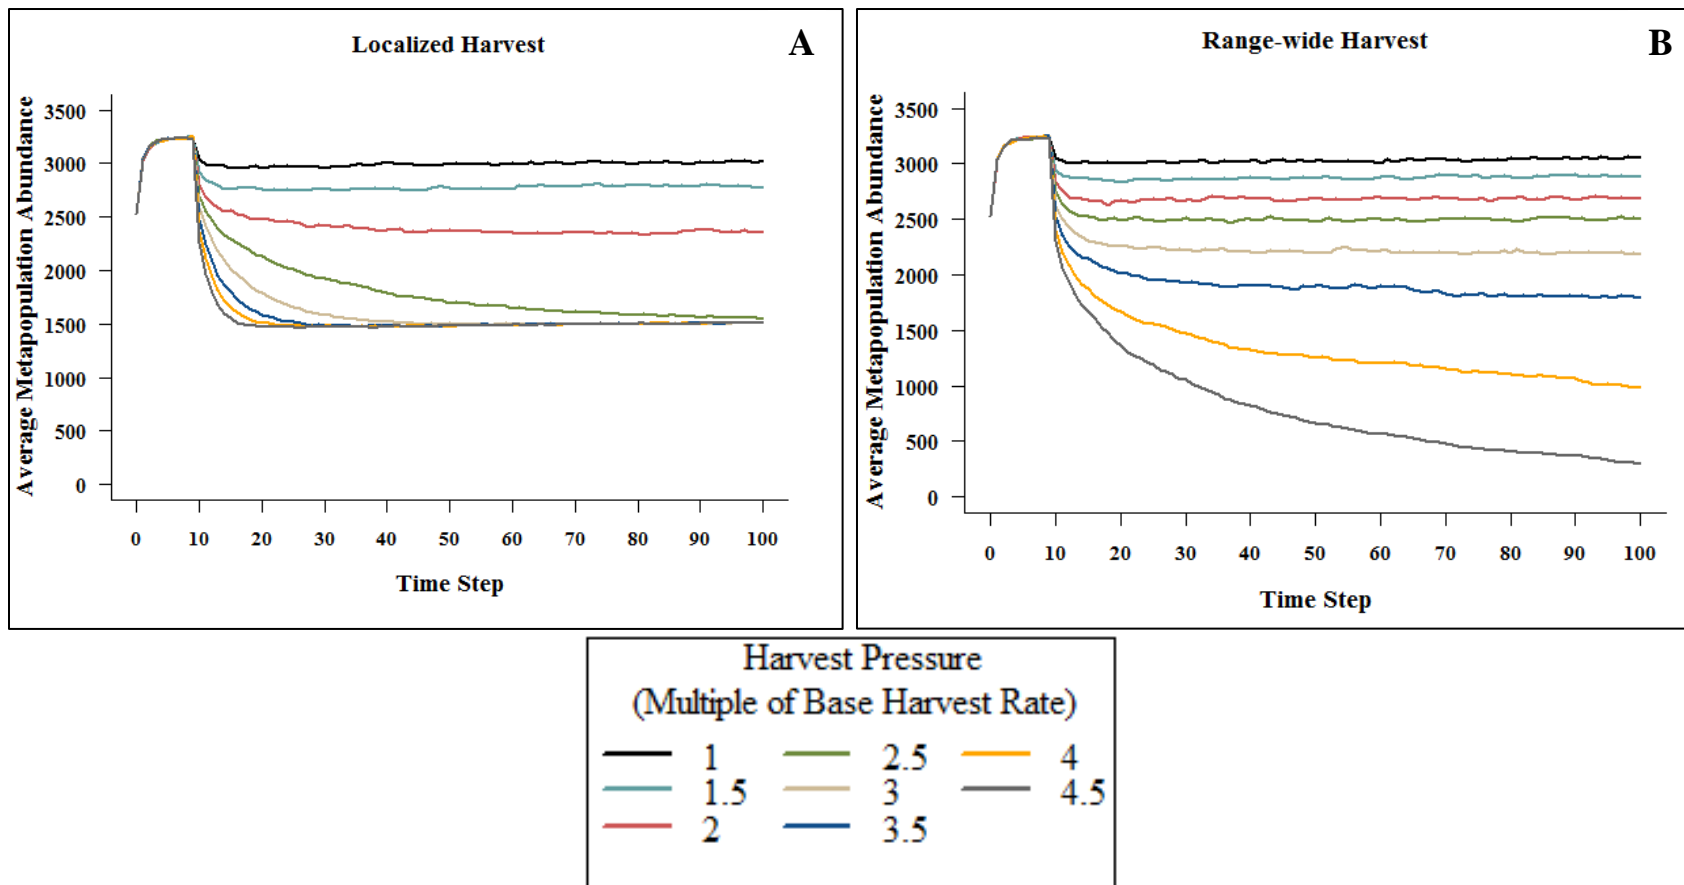 Localized Harvest
A
Average Metapopulation Abundance
3500
3000
2500
2000
1500
1000
500
0
0 10 20 30 40 50 60 70 80 90 100
Time Step
Range-wide Harvest
B
Average Metapopulation Abundance
3500
3000
2500
2000
1500
1000
500
0
0 10 20 30 40 50 60 70 80 90 100
Time Step
Harvest Pressure
(Multiple of Base Harvest Rate)
1 2.5 4
1.5 3 4.5
2 3.5